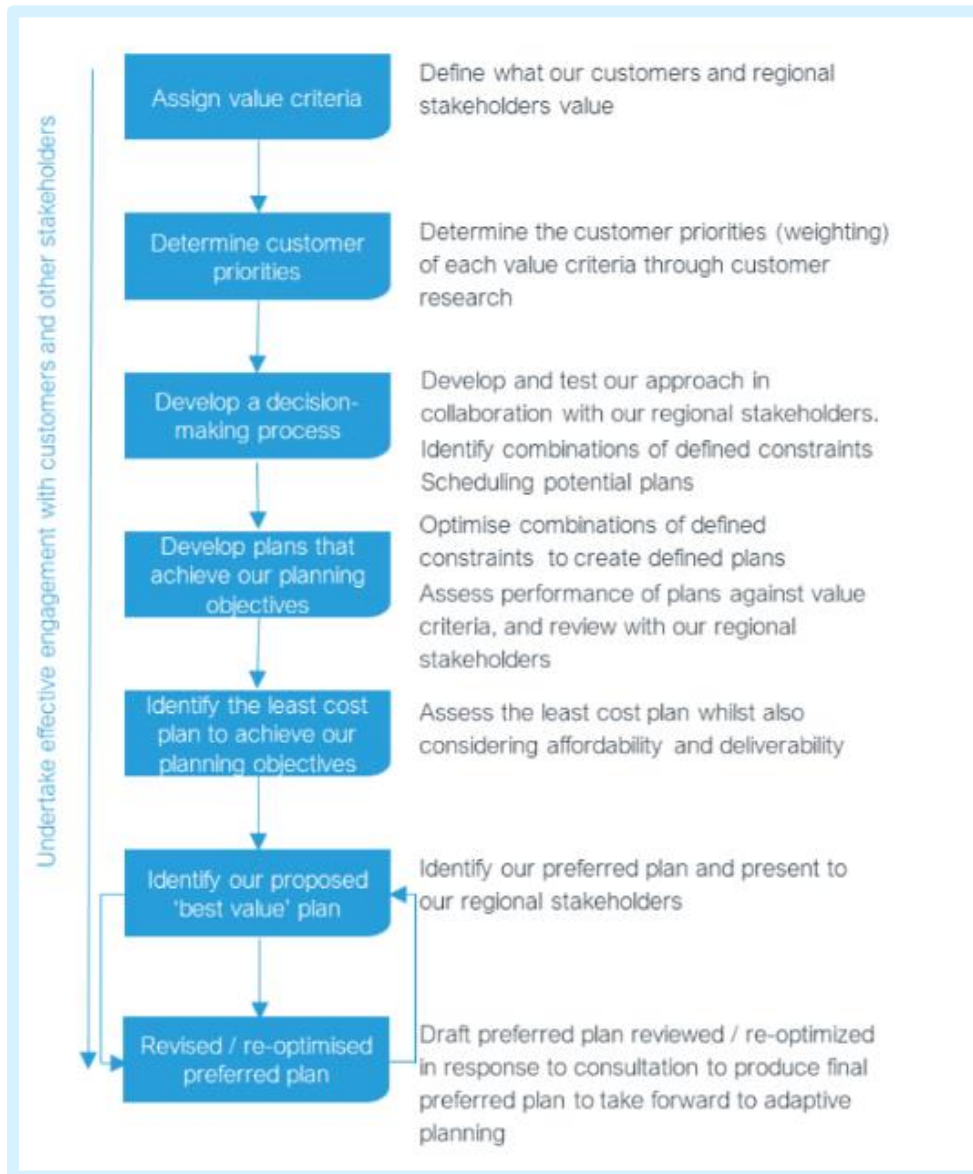 Undertake effective engagement with customers and other stakeholders
Assign value criteria
Define what our customers and regional
stakeholders value
Determine customer
priorities
Determine the customer priorities (weighting)
of each value criteria through customer
research
Develop a decision-
making process
Develop and test our approach in
collaboration with our regional stakeholders.
Identify combinations of defined constraints
Scheduling potential plans
Develop plans that
achieve our planning
objectives
Optimise combinations of defined
constraints to create defined plans
Assess performance of plans against value
criteria, and review with our regional
stakeholders
Identify the least cost
plan to achieve our
planning objectives
Assess the least cost plan whilst also
considering affordability and deliverability
Identify our proposed
‘best value’ plan
Identify our preferred plan and present to
our regional stakeholders
Revised / re-optimised
preferred plan
Draft preferred plan reviewed / re-optimized
in response to consultation to produce final
preferred plan to take forward to adaptive
planning